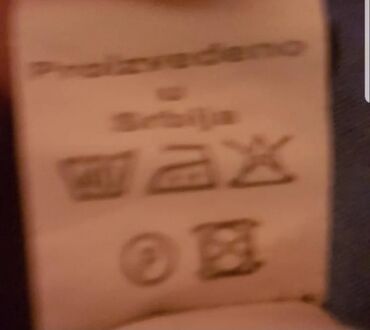 Proizvedeno
u
Srbija
P